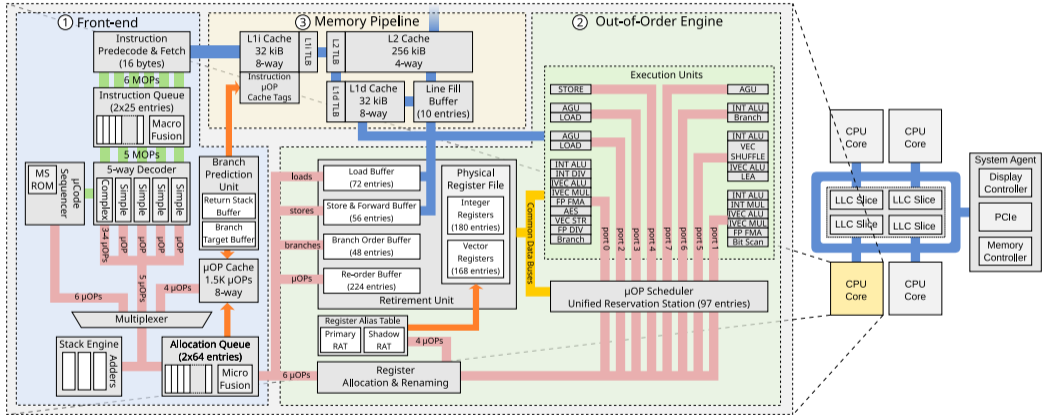 ① Front-end
Instruction
Predecode & Fetch
(16 bytes)
6 MOPs
Instruction Queue
(2x25 entries)
Macro
Fusion
5 MOPs
5-way Decoder
MS
ROM
µCode
Sequencer
Complex
Simple
Simple
Simple
Simple
3-4 µOPs
µOP
µOP
µOP
µOP
Branch
Prediction
Unit
Return Stack
Buffer
Branch
Target Buffer
µOP Cache
1.5K µOPs
8-way
6 µOPs
5 µOPs
4 µOPs
Multiplexer
Stack Engine
Adders
Allocation Queue
(2x64 entries)
Micro
Fusion
③ Memory Pipeline
L1i Cache
32 kiB
8-way
L1i TLB
Instruction
µOP
Cache Tags
L2 TLB
L2 Cache
256 kiB
4-way
L1d TLB
L1d Cache
32 kiB
8-way
Line Fill
Buffer
(10 entries)
② Out-of-Order Engine
loads
Load Buffer
(72 entries)
stores
Store & Forward Buffer
(56 entries)
branches
Branch Order Buffer
(48 entries)
µOPs
Re-order Buffer
(224 entries)
Physical
Register File
Integer
Registers
(180 entries)
Vector
Registers
(168 entries)
Retirement Unit
Register Alias Table
Primary
RAT
Shadow
RAT
4 µOPs
6 µOPs
Register
Allocation & Renaming
Common Data Buses
Execution Units
STORE
AGU
LOAD
AGU
LOAD
INT ALU
INT DIV
IVEC ALU
IVEC MUL
FP FMA
AES
VEC STR
FP DIV
Branch
AGU
INT ALU
Branch
INT ALU
VEC
SHUFFLE
IVEC ALU
LEA
INT ALU
INT MUL
IVEC ALU
IVEC MUL
FP FMA
Bit Scan
port 0
port 2
port 3
port 4
port 7
port 6
port 5
port 1
µOP Scheduler
Unified Reservation Station (97 entries)
CPU
Core
CPU
Core
LLC Slice
LLC Slice
LLC Slice
LLC Slice
CPU
Core
CPU
Core
System Agent
Display
Controller
PCIe
Memory
Controller